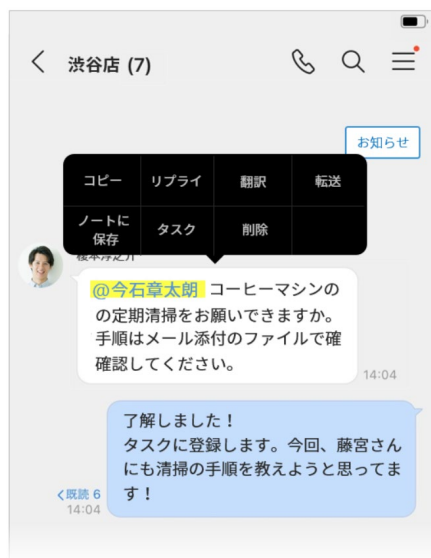 渋谷店 (7)
お知らせ
コピー
リプライ
翻訳
転送
ノートに
保存
タスク
削除
榎本淳之介
@今石章太朗 コーヒーマシンの
の定期清掃をお願いできますか。
手順はメール添付のファイルで確
確認してください。
14:04
了解しました！
タスクに登録します。今回、藤宮さん
にも清掃の手順を教えようと思ってま
す！
既読 6
14:04